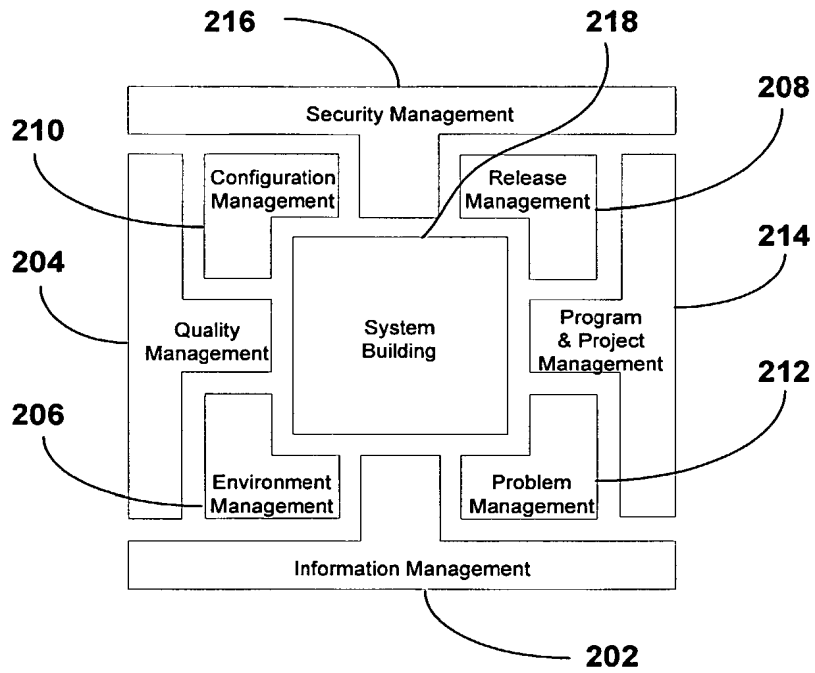 216
218
Security Management
208
210
Configuration
Management
Release
Management
204
214
Quality
Management
System
Building
Program
& Project
Management
212
206
Environment
Management
Problem
Management
Information Management
202